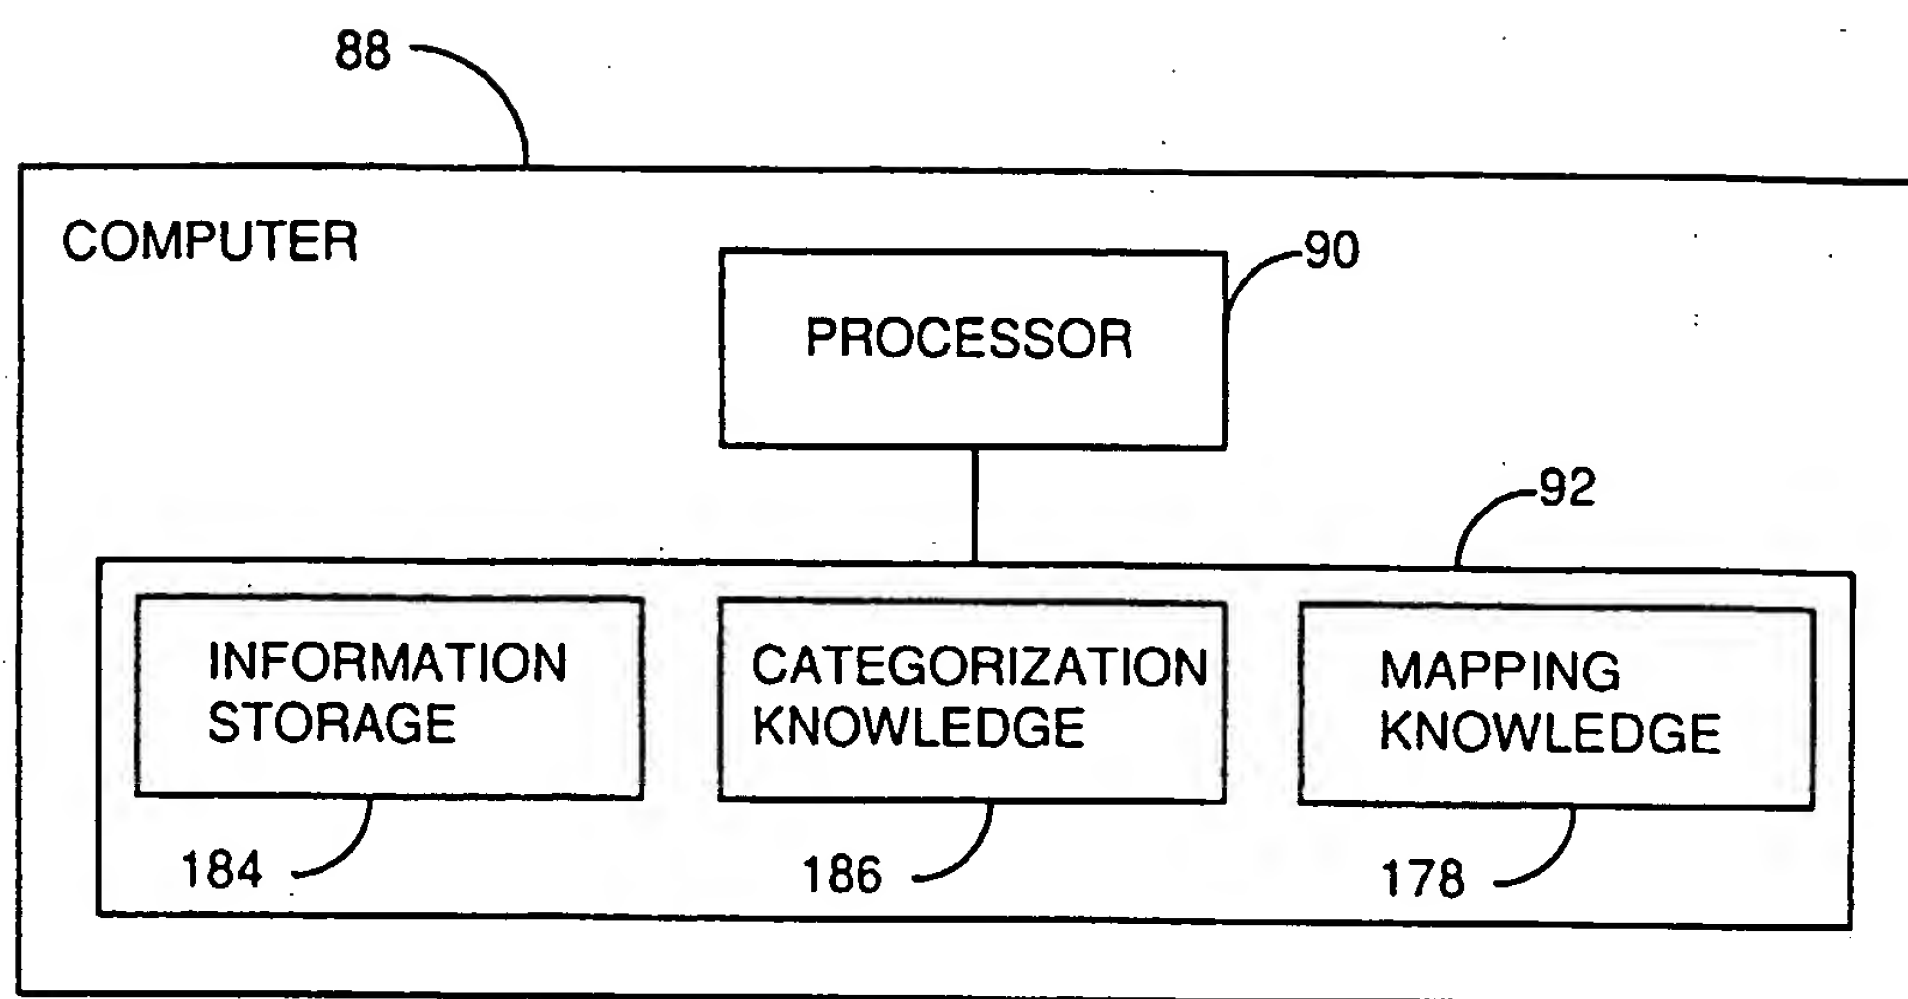 88
COMPUTER
90
PROCESSOR
92
INFORMATION
STORAGE
CATEGORIZATION
KNOWLEDGE
MAPPING
KNOWLEDGE
184
186
178